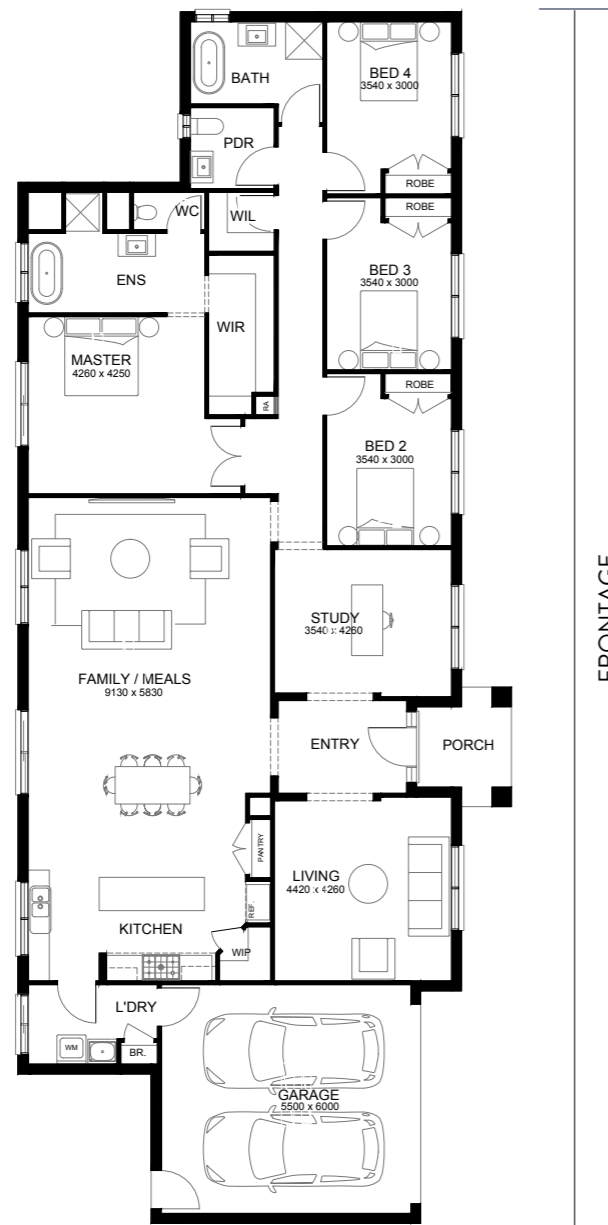 BATH
BED 4
3540 x 3000
PDR
ROBE
WC
WIL
ROBE
ENS
BED 3
3540 x 3000
WIR
MASTER
4260 x 4250
ROBE
RA
BED 2
3540 x 3000
STUDY
3540 x 4260
FRONTAGE
FAMILY / MEALS
9130 x 5830
ENTRY
PORCH
PANTRY
LIVING
4420 x 4260
REF.
KITCHEN
WIP
L'DRY
WM
BR.
GARAGE
5500 x 6000